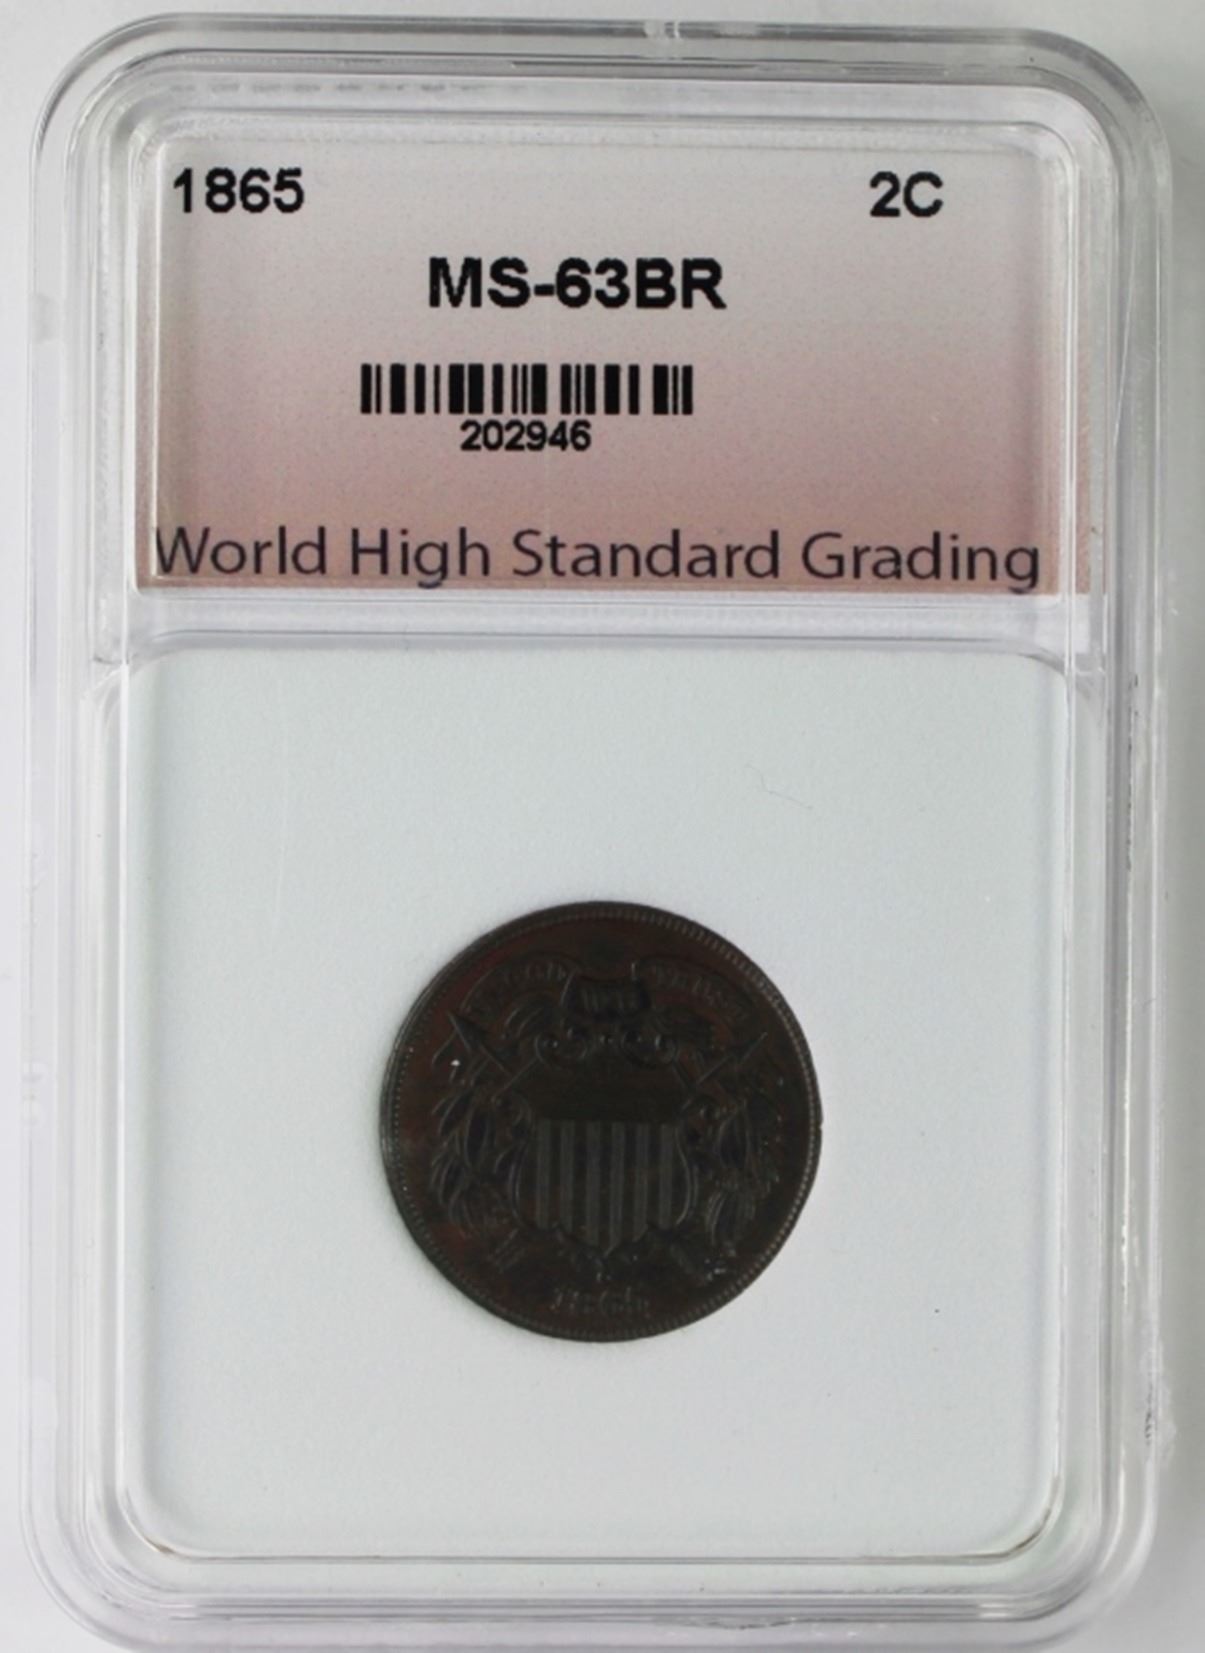 1865 2C
MS-63BR
202946
World High Standard Grading